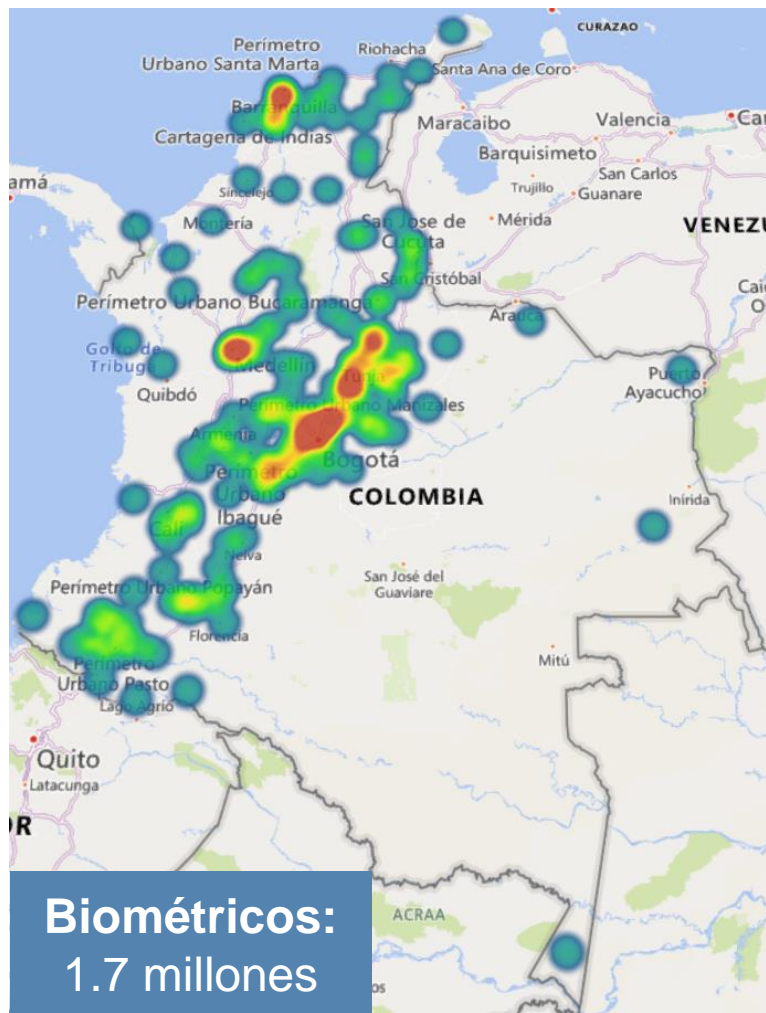 CURAZAO
Perímetro
Urbano Santa Marta
Riohacha
Santa Ana de Coro
Barranquilla
Maracaibo
Valencia
Cartagena de Indias
Barquisimeto
San Carlos
amá
Sincelejo
Trujillo
Guanare
Montería
San Jose de
Cucuta
Mérida
VENEZU
San Cristóbal
Perímetro Urbano Bucaramanga
Arauca
Golfo de
Tribugá
Medellín
Tunja
Puerto
Ayacucho
Quibdó
Perímetro Urbano Manizales
Armenia
Bogotá
Perímetro
Urbano
Ibagué
COLOMBIA
Inírida
Cali
Neiva
San José del
Guaviare
Perímetro Urbano Popayán
Florencia
Mitú
Perímetro
Urbano Pasto
Lago Agrio
Quito
Latacunga
OR
Biométricos:
1.7 millones
ACRAA
os